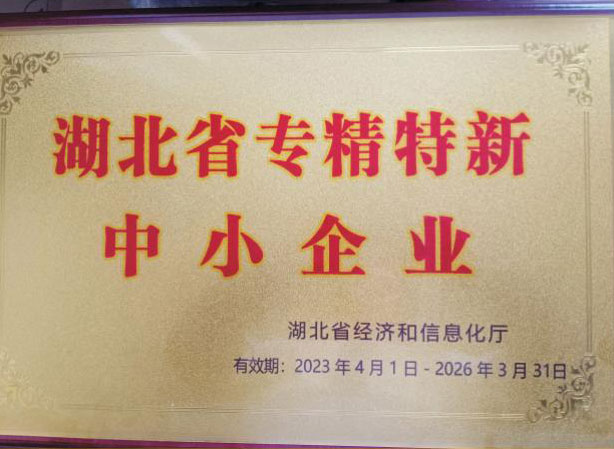 湖北省专精特新
中小企业
湖北省经济和信息化厅
有效期：2023年4月1日-2026年3月31日